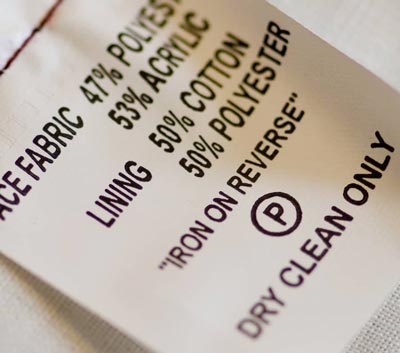 FABRIC 47%
53% ACRYLIC
LINING 50% COTTON
50% POLYESTER
"IRON ON REVERSE"
P
DRY CLEAN ONLY